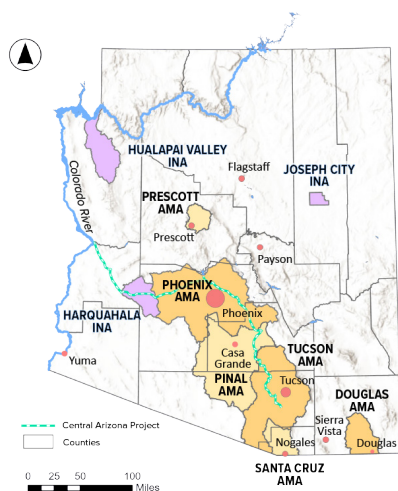 HUALAPAI VALLEY
INA
Flagstaff
JOSEPH CITY
INA
Colorado River
PRESCOTT
AMA
Prescott
Payson
PHOENIX
AMA
Phoenix
HARQUAHALA
INA
Yuma
Casa
Grande
PINAL
AMA
TUCSON
AMA
Tucson
DOUGLAS
AMA
Sierra
Vista
Nogales
Douglas
SANTA CRUZ
AMA
Central Arizona Project
Counties
0 25 50 100
Miles